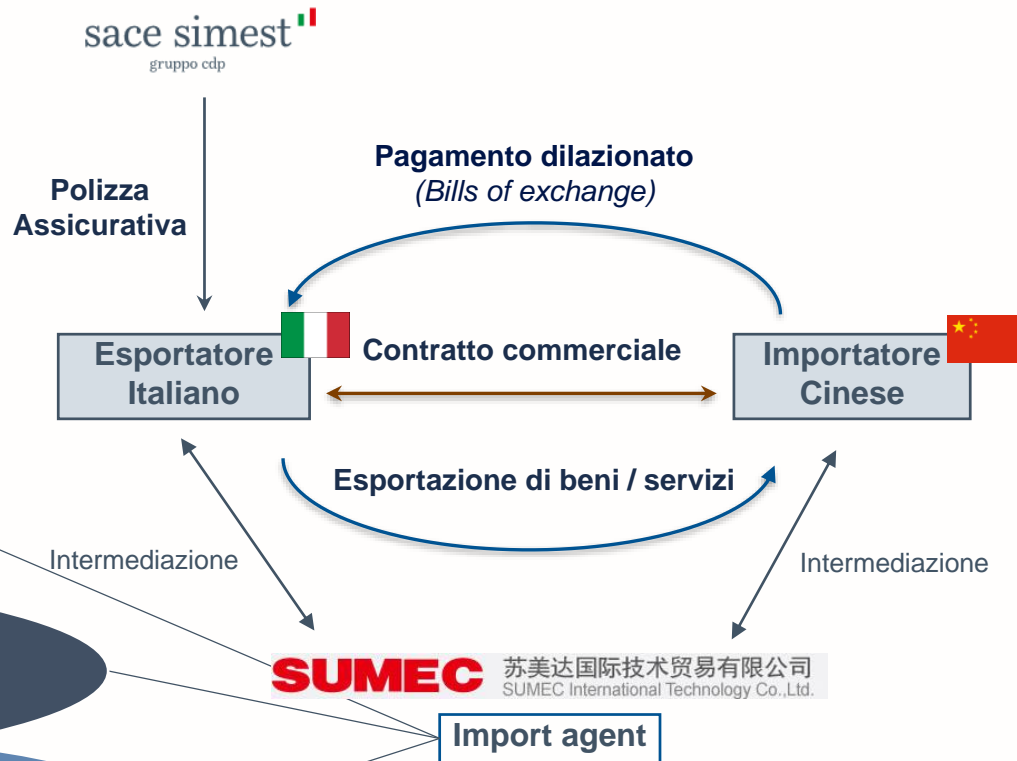 sace simest
gruppo cdp
Pagamento dilazionato
(Bills of exchange)
Polizza
Assicurativa
Esportatore
Italiano
Contratto commerciale
Importatore
Cinese
Esportazione di beni / servizi
Intermediazione
Intermediazione
SUMEC
苏美达国际技术贸易有限公司
SUMEC International Technology Co.,Ltd.
Import agent